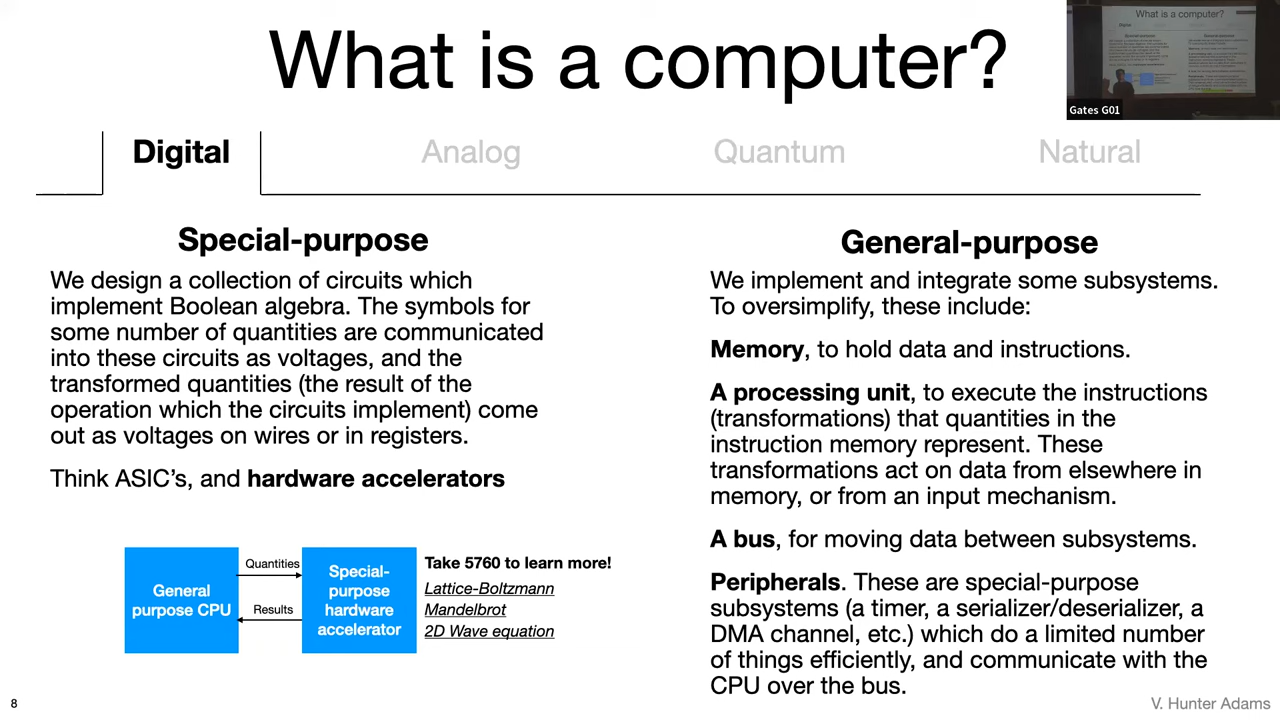 What is a computer?
What is a computer?
Gates G01
Digital
Analog
Quantum
Natural
Special-purpose
We design a collection of circuits which
implement Boolean algebra. The symbols for
some number of quantities are communicated
into these circuits as voltages, and the
transformed quantities (the result of the
operation which the circuits implement) come
out as voltages on wires or in registers.
Think ASIC’s, and hardware accelerators
General
purpose CPU
Quantities
Results
Special-
purpose
hardware
accelerator
Take 5760 to learn more!
Lattice-Boltzmann
Mandelbrot
2D Wave equation
General-purpose
We implement and integrate some subsystems.
To oversimplify, these include:
Memory, to hold data and instructions.
A processing unit, to execute the instructions
(transformations) that quantities in the
instruction memory represent. These
transformations act on data from elsewhere in
memory, or from an input mechanism.
A bus, for moving data between subsystems.
Peripherals. These are special-purpose
subsystems (a timer, a serializer/deserializer, a
DMA channel, etc.) which do a limited number
of things efficiently, and communicate with the
CPU over the bus.
8
V. Hunter Adams